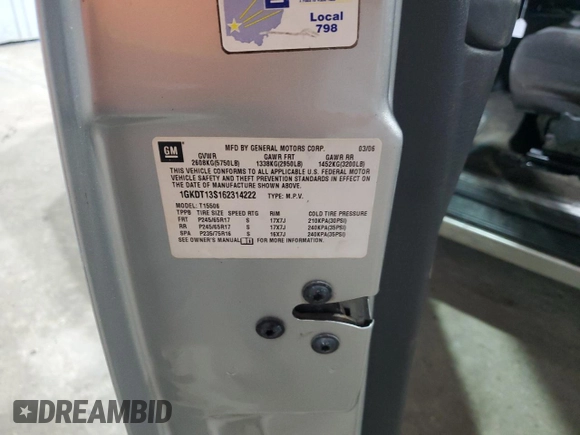 Local
798
GM
MFD BY GENERAL MOTORS CORP. 03/06
GVWR GAWR FRT GAWR RR
2608KG(5750LB) 1338KG(2950LB) 1452KG(3200LB)
THIS VEHICLE CONFORMS TO ALL APPLICABLE U.S. FEDERAL MOTOR
VEHICLE SAFETY AND THEFT PREVENTION STANDARDS IN EFFECT ON
THE DATE OF MANUFACTURE SHOWN ABOVE.
1GKDT13S162314222 TYPE: M.P.V.
MODEL: T15506
TPPB TIRE SIZE SPEED RTG RIM COLD TIRE PRESSURE
FRT P245/65R17 S 17X7J 210KPA(30PSI)
RR P245/65R17 S 17X7J 240KPA(35PSI)
SPA P235/75R16 S 16X7J 240KPA(35PSI)
SEE OWNER'S MANUAL
DREAMBID